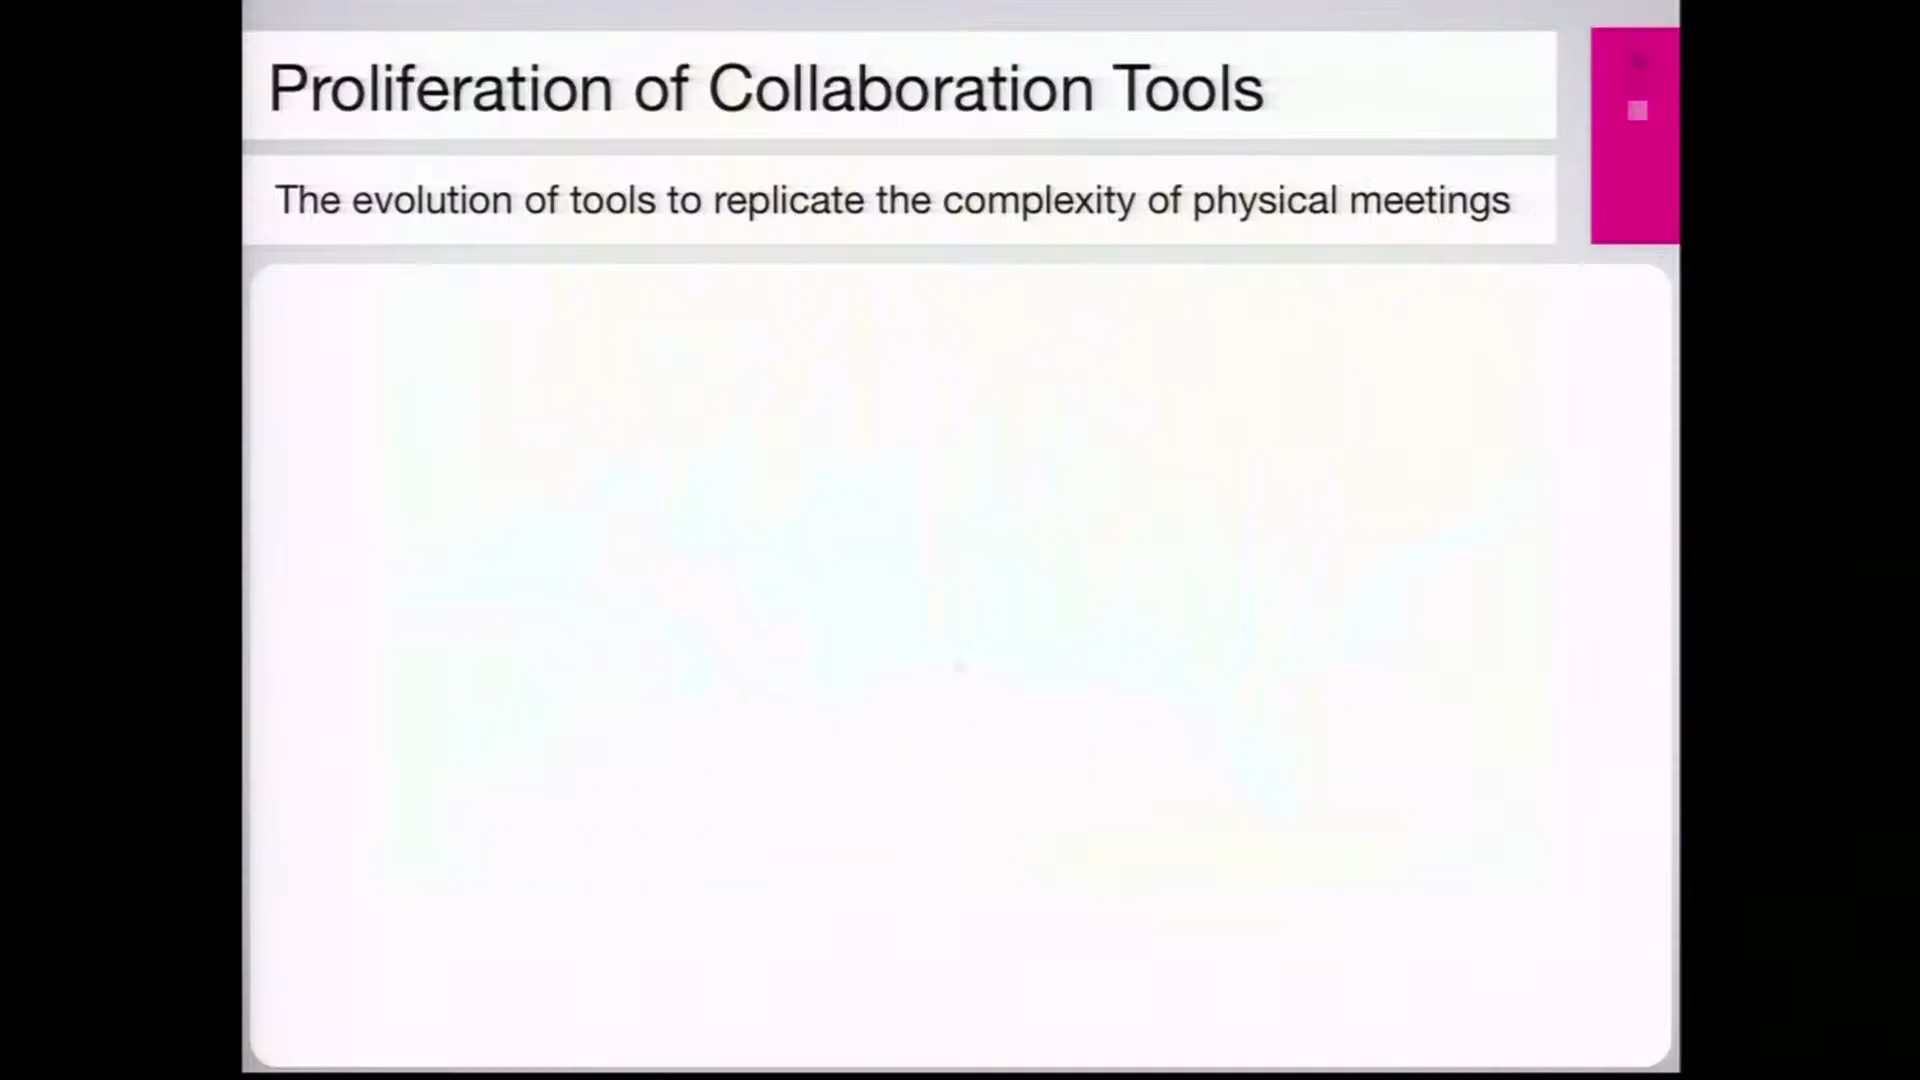 Proliferation of Collaboration Tools
The evolution of tools to replicate the complexity of physical meetings